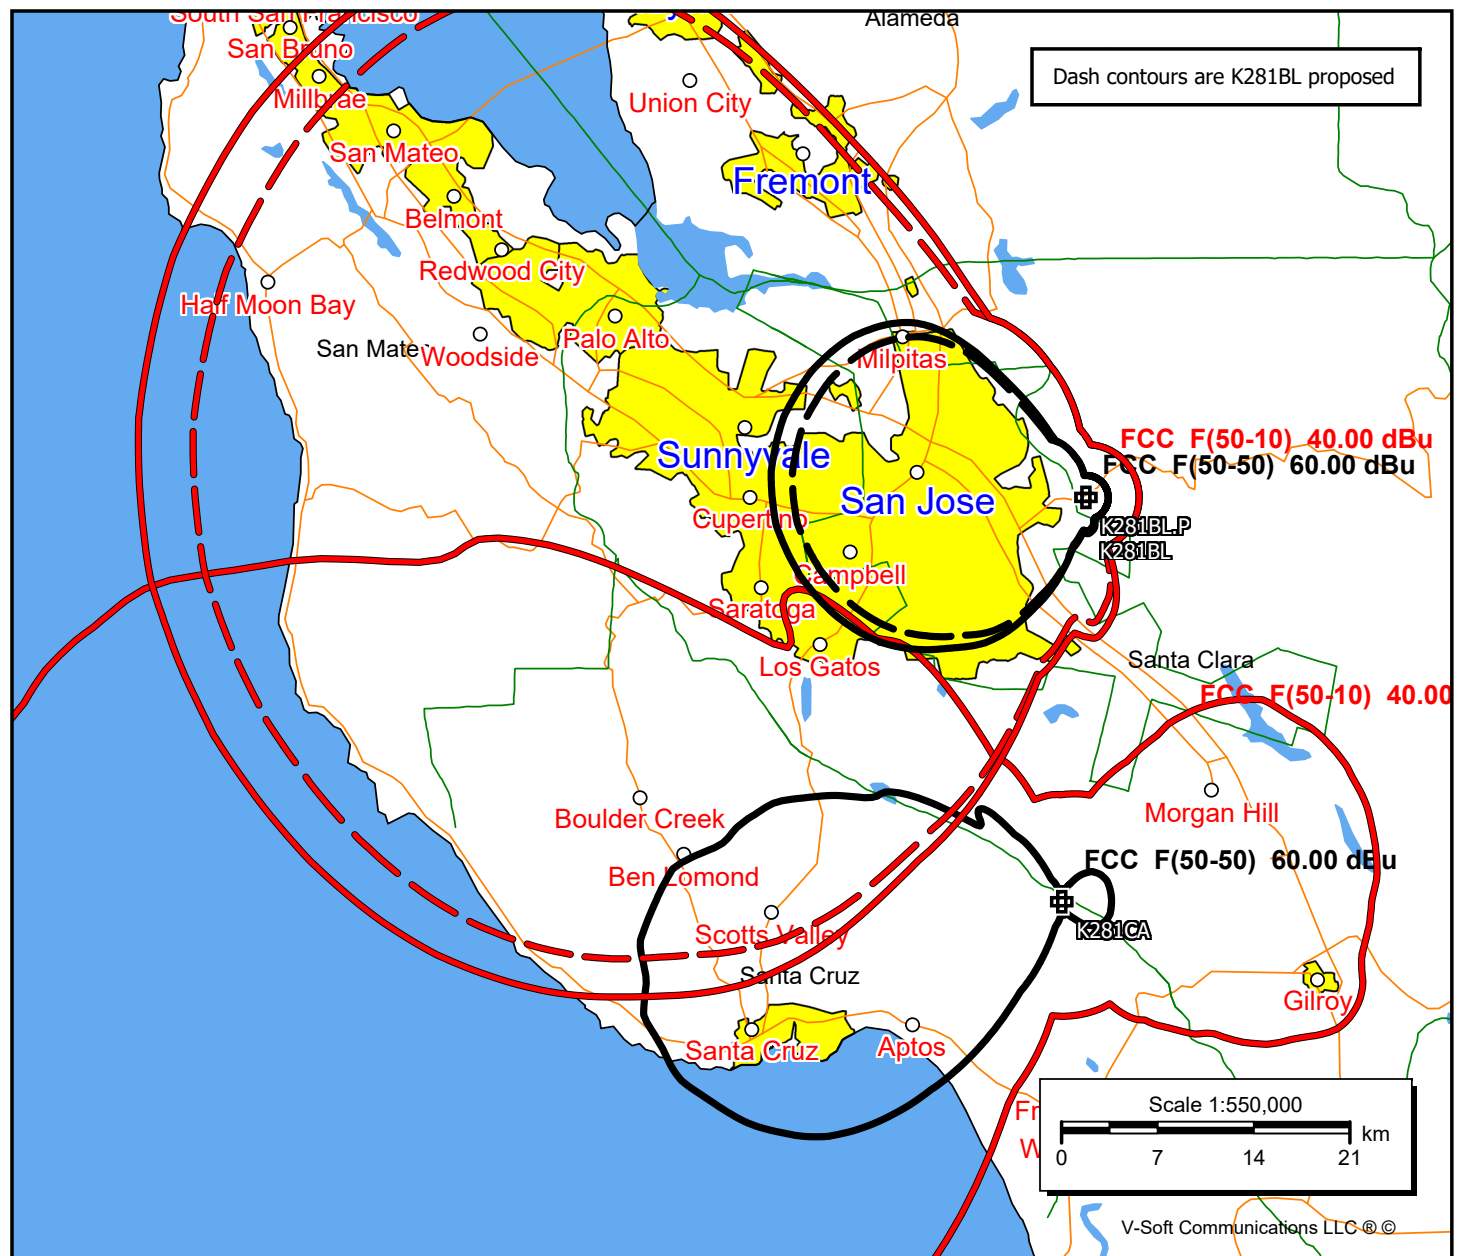 South San Francisco
Alameda
San Bruno
Dash contours are K281BL proposed
Millbrae
Union City
San Mateo
Fremont
Belmont
Redwood City
Half Moon Bay
Palo Alto
San Mate
Woodside
Milpitas
FCC F(50-10) 40.00 dBu
Sunnyvale
FCC F(50-50) 60.00 dBu
San Jose
Cupertino
K281BL.P
K281BL
Campbell
Saratoga
Los Gatos
Santa Clara
FCC F(50-10) 40.00
Boulder Creek
Morgan Hill
FCC F(50-50) 60.00 dBu
Ben Lomond
K281CA
Scotts Valley
Santa Cruz
Gilroy
Santa Cruz
Aptos
Scale 1:550,000
km
0 7 14 21
V-Soft Communications LLC ® ©